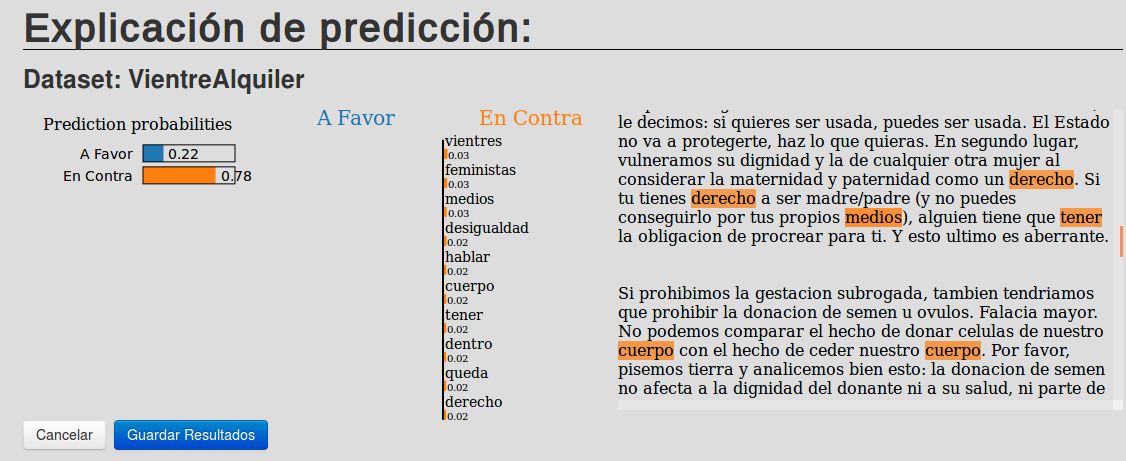 Explicación de predicción:
Dataset: VientreAlquiler
Prediction probabilities
A Favor 0.22
En Contra 0.78
A Favor
En Contra
vientres
0.03
feministas
0.03
medios
0.03
desigualdad
0.02
hablar
0.02
cuerpo
0.02
tener
0.02
dentro
0.02
queda
0.02
derecho
0.02
le decimos: si quieres ser usada, puedes ser usada. El Estado
no va a protegerte, haz lo que quieras. En segundo lugar,
vulneramos su dignidad y la de cualquier otra mujer al
considerar la maternidad y paternidad como un derecho. Si
tu tienes derecho a ser madre/padre (y no puedes
conseguirlo por tus propios medios), alguien tiene que tener
la obligacion de procrear para ti. Y esto ultimo es aberrante.
Si prohibimos la gestacion subrogada, tambien tendriamos
que prohibir la donacion de semen u ovulos. Falacia mayor.
No podemos comparar el hecho de donar celulas de nuestro
cuerpo con el hecho de ceder nuestro cuerpo. Por favor,
pisemos tierra y analicemos bien esto: la donacion de semen
no afecta a la dignidad del donante ni a su salud, ni parte de
Cancelar
Guardar Resultados